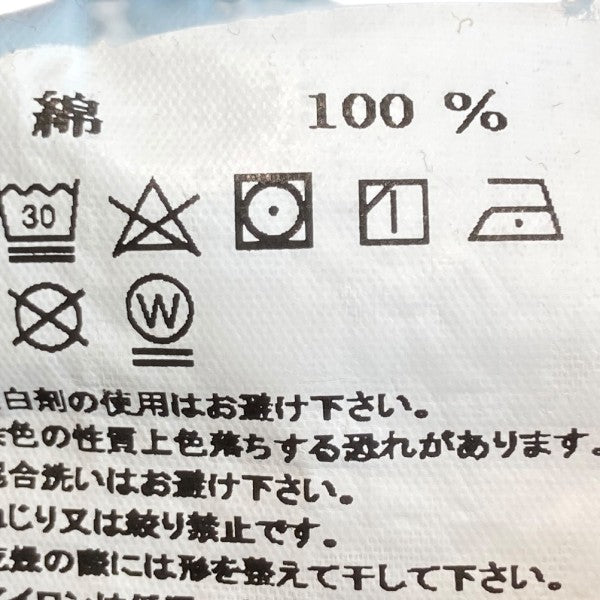 綿 100 %
30
W
白剤の使用はお避け下さい。
色の性質上色落ちする恐れがあります。
合洗いはお避け下さい。
じり又は絞り禁止です。
燥の際には形を整えて干して下さい。